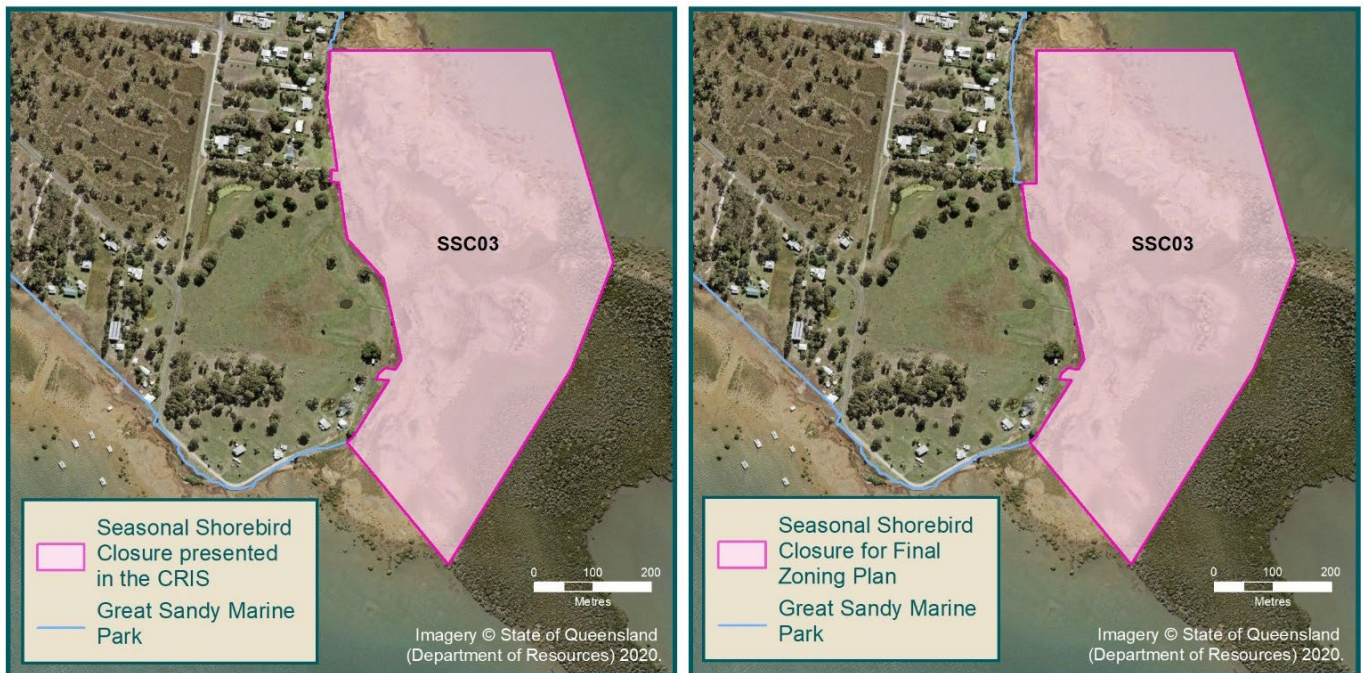 SSC03
Seasonal Shorebird
Closure presented
in the CRIS
Great Sandy Marine
Park
0 100 200
Metres
Imagery © State of Queensland
(Department of Resources) 2020.
SSC03
Seasonal Shorebird
Closure for Final
Zoning Plan
Great Sandy Marine
Park
0 100 200
Metres
Imagery © State of Queensland
(Department of Resources) 2020.